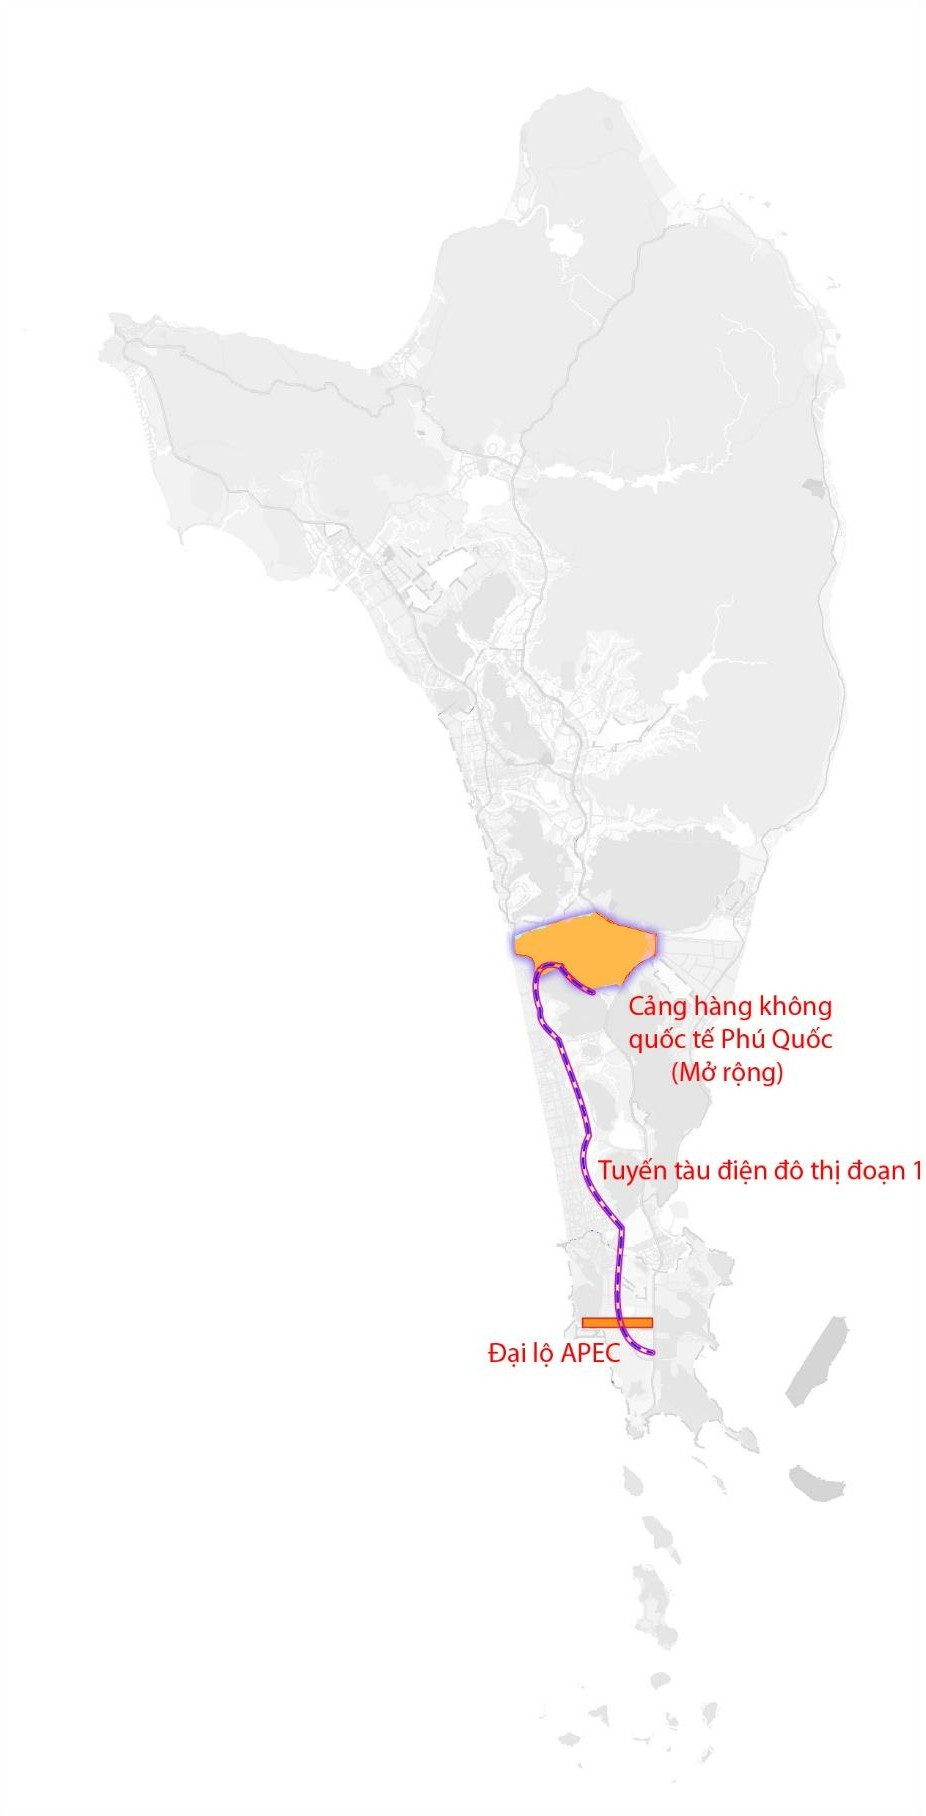 Cảng hàng không
quốc tế Phú Quốc
(Mở rộng)
Tuyến tàu điện đô thị đoạn 1
Đại lộ APEC